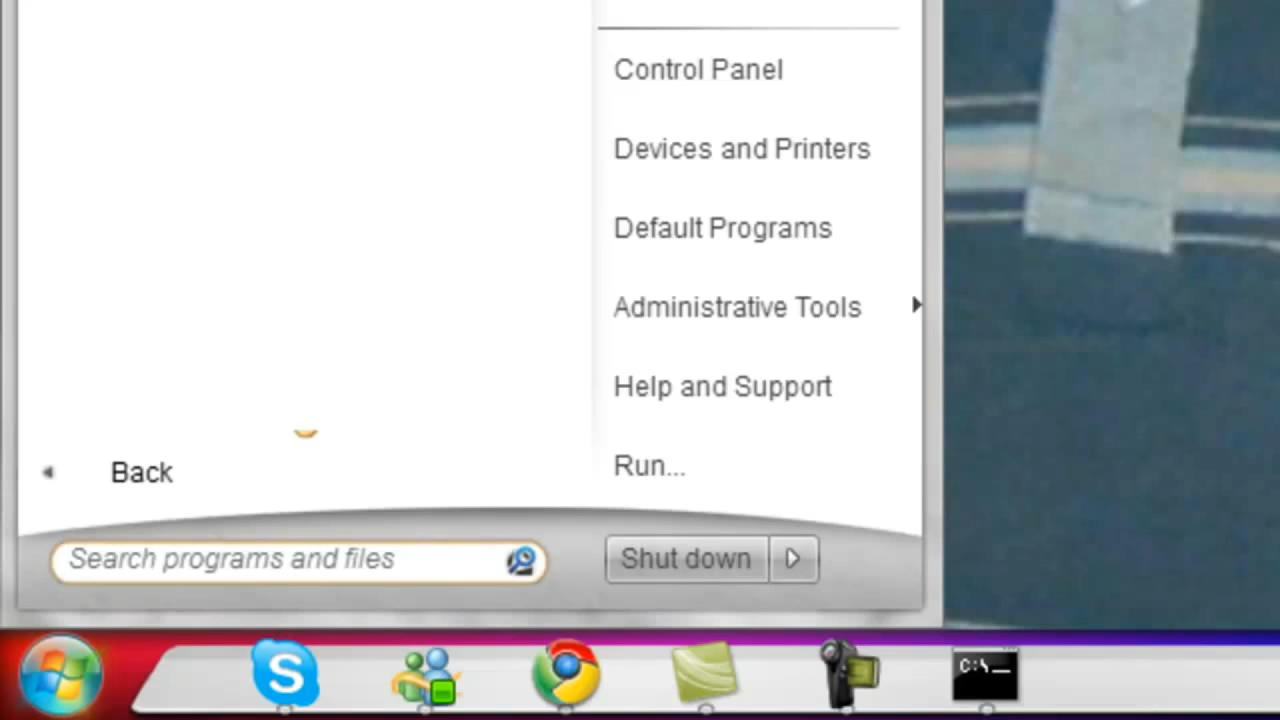 Control Panel
Devices and Printers
Default Programs
Administrative Tools
Help and Support
Run...
Back
Search programs and files
Shut down
S
C:\_